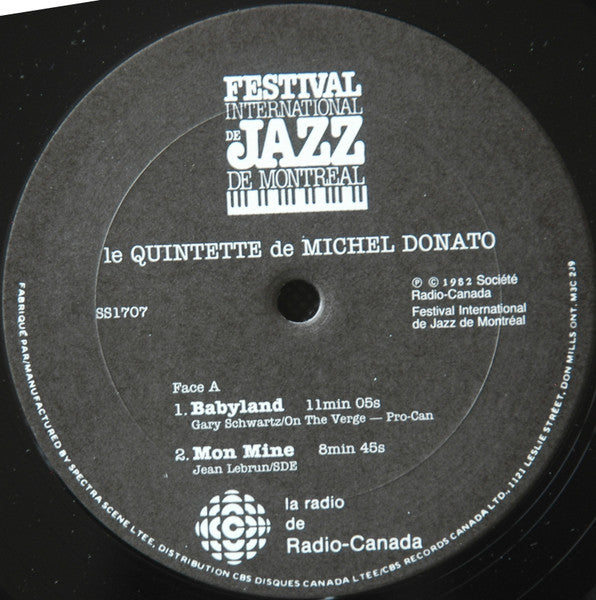 FESTIVAL
INTERNATIONAL
DE JAZZ
DE MONTREAL
le QUINTETTE de MICHEL DONATO
SS1707
Ⓟ © 1982 Société
Radio-Canada
Festival International
de Jazz de Montréal
Face A
1. Babyland 11min 05s
Gary Schwartz/On The Verge — Pro-Can
2. Mon Mine 8min 45s
Jean Lebrun/SDE
la radio
de
Radio-Canada
FABRIQUÉ PAR/MANUFACTURED BY SPECTRA SCENE LTEE, DISTRIBUTION CBS DISQUES CANADA LTEE/CBS RECORDS CANADA LTD., 1121 LESLIE STREET, DON MILLS ONT. M3C 2J9